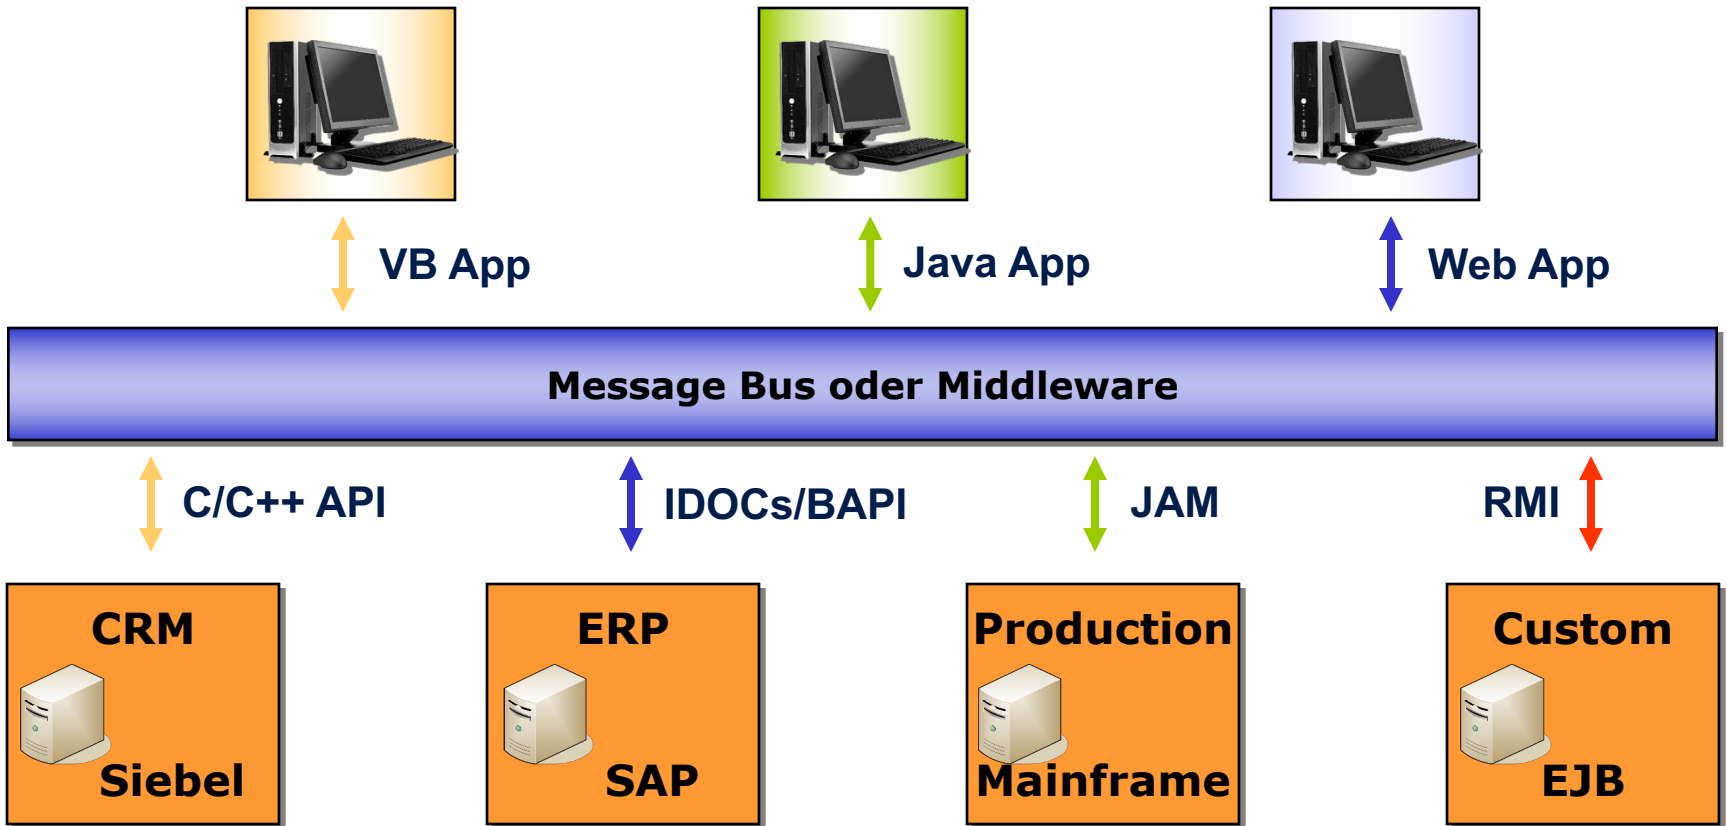 VB App
Java App
Web App
Message Bus oder Middleware
C/C++ API
IDOCs/BAPI
JAM
RMI
CRM
Siebel
ERP
SAP
Production
Mainframe
Custom
EJB